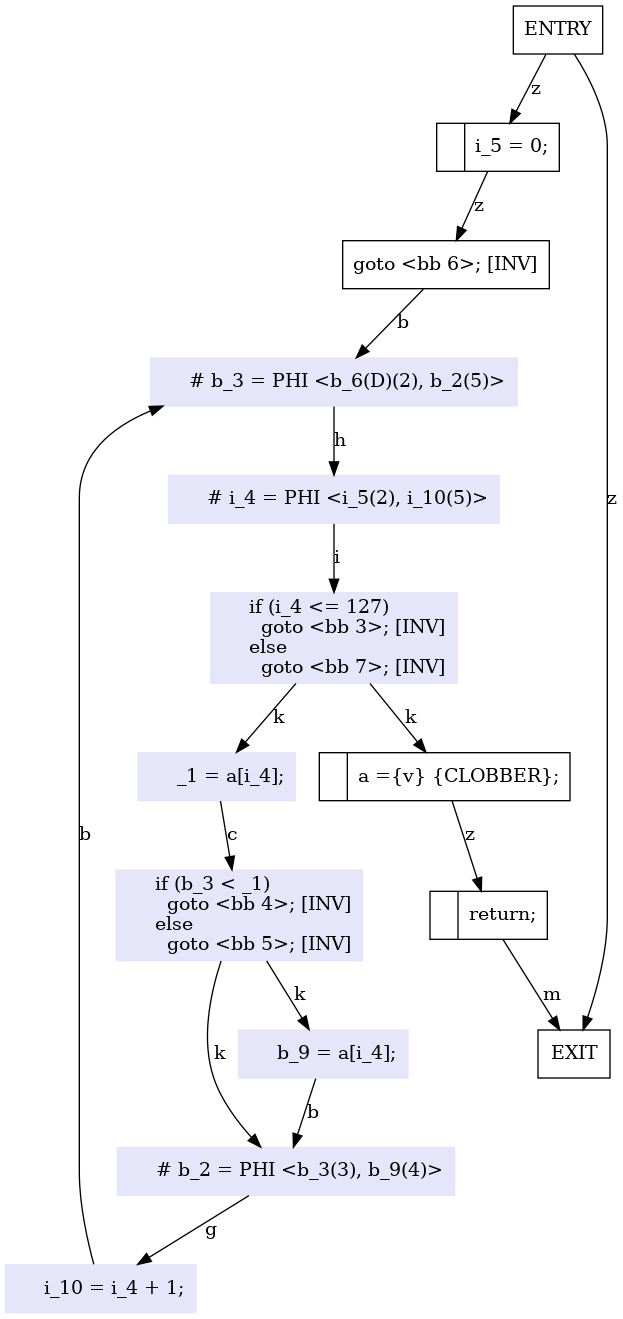 ENTRY
z
i_5 = 0;
z
goto <bb 6>; [INV]
b
# b_3 = PHI <b_6(D)(2), b_2(5)>
h
# i_4 = PHI <i_5(2), i_10(5)>
z
i
if (i_4 <= 127)
goto <bb 3>; [INV]
else
goto <bb 7>; [INV]
k
k
_1 = a[i_4];
a ={v} {CLOBBER};
b
c
z
if (b_3 < _1)
goto <bb 4>; [INV]
else
goto <bb 5>; [INV]
return;
k
m
k
b_9 = a[i_4];
EXIT
b
# b_2 = PHI <b_3(3), b_9(4)>
g
i_10 = i_4 + 1;